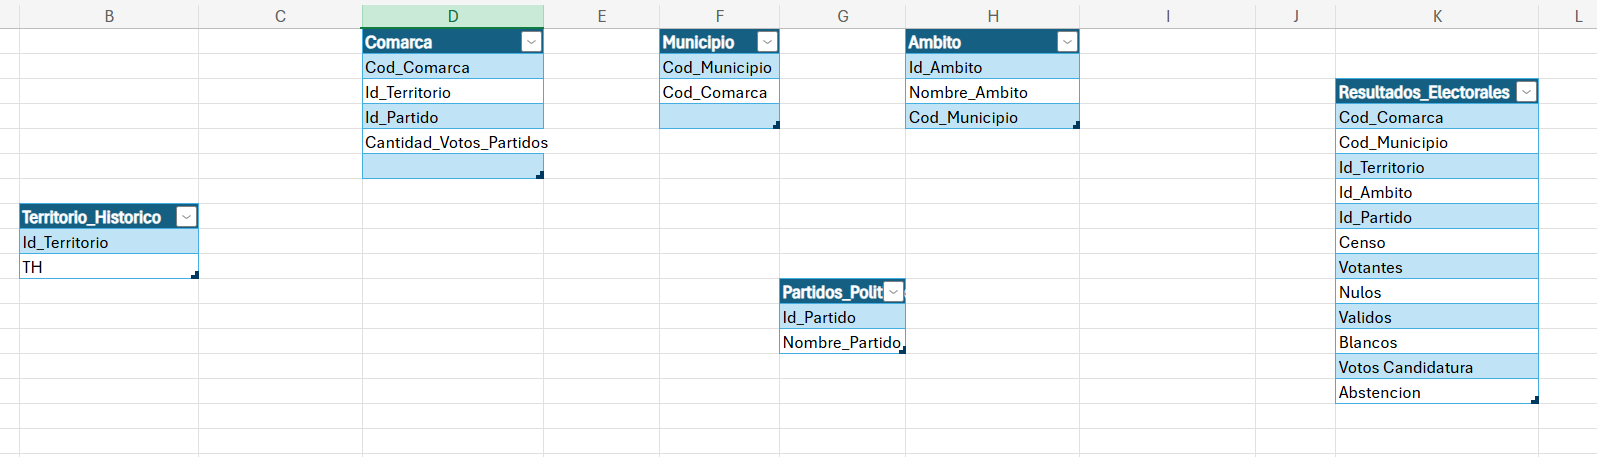 B C D E F G H I J K L
Comarca
Cod_Comarca
Id_Territorio
Id_Partido
Cantidad_Votos_Partidos
Municipio
Cod_Municipio
Cod_Comarca
Ambito
Id_Ambito
Nombre_Ambito
Cod_Municipio
Resultados_Electorales
Cod_Comarca
Cod_Municipio
Id_Territorio
Id_Ambito
Id_Partido
Censo
Votantes
Nulos
Validos
Blancos
Votos Candidatura
Abstencion
Territorio_Historico
Id_Territorio
TH
Partidos_Polit
Id_Partido
Nombre_Partido